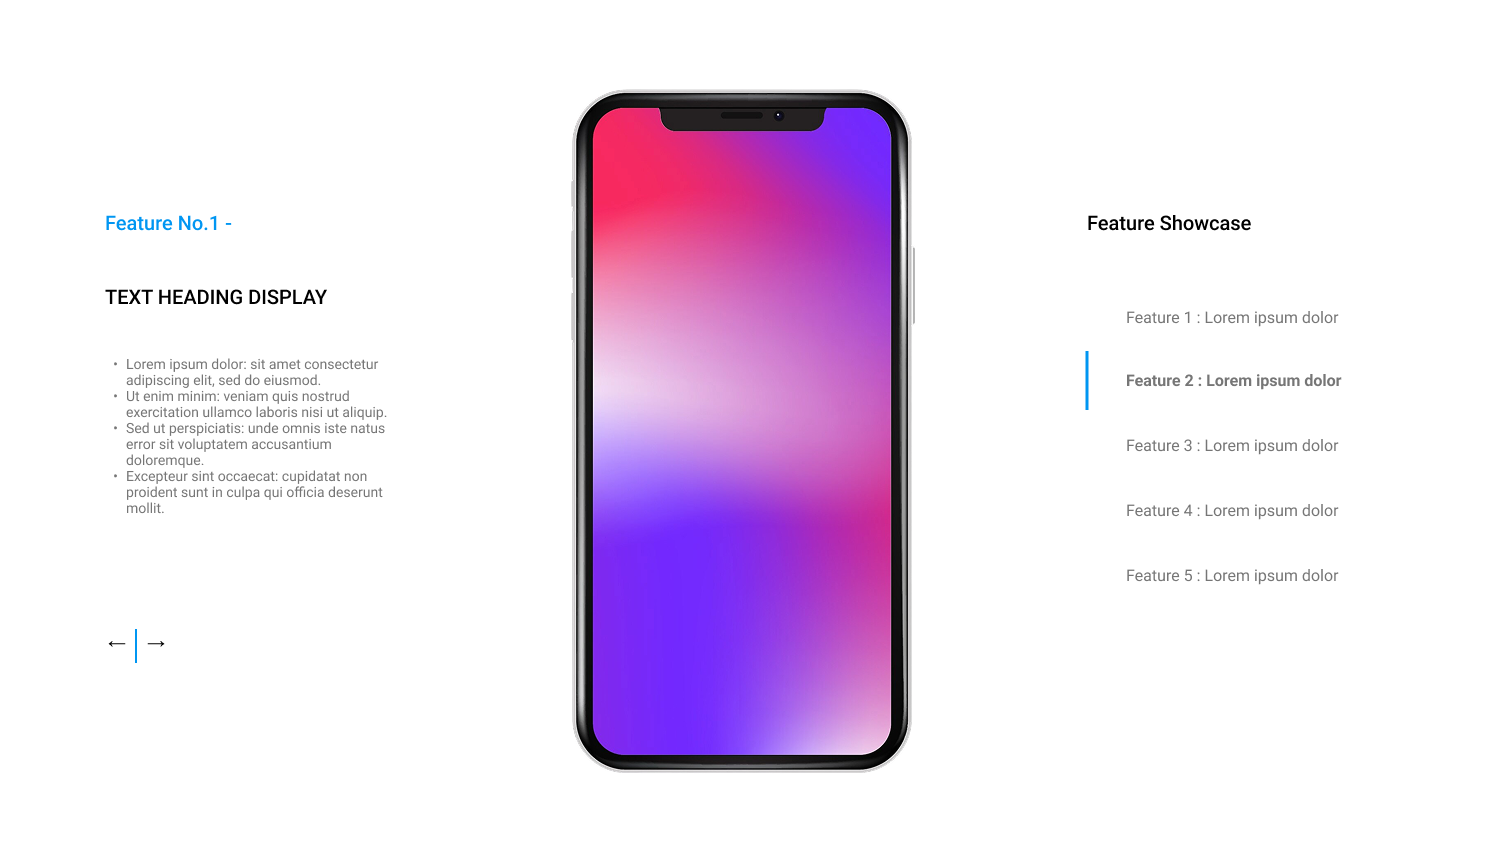 Feature No.1 -
TEXT HEADING DISPLAY
• Lorem ipsum dolor: sit amet consectetur
adipiscing elit, sed do eiusmod.
• Ut enim minim: veniam quis nostrud
exercitation ullamco laboris nisi ut aliquip.
• Sed ut perspiciatis: unde omnis iste natus
error sit voluptatem accusantium
doloremque.
• Excepteur sint occaecat: cupidatat non
proident sunt in culpa qui officia deserunt
mollit.
← | →
Feature Showcase
Feature 1 : Lorem ipsum dolor
Feature 2 : Lorem ipsum dolor
Feature 3 : Lorem ipsum dolor
Feature 4 : Lorem ipsum dolor
Feature 5 : Lorem ipsum dolor